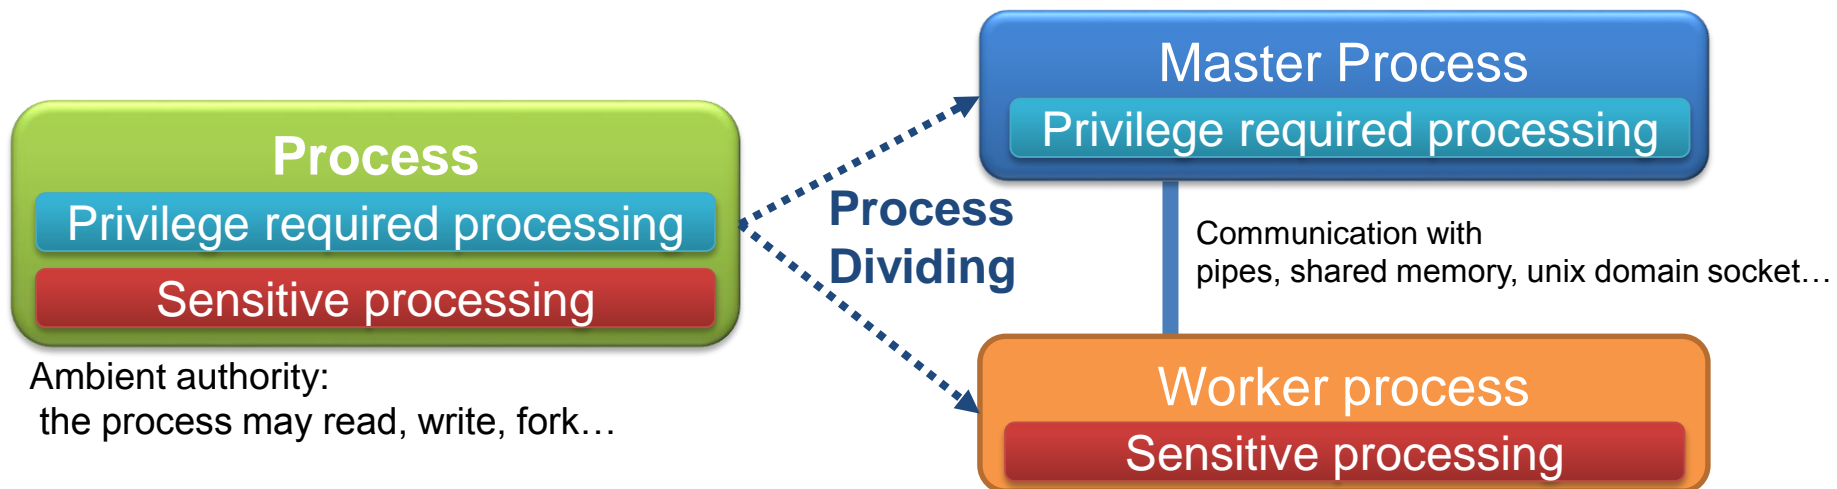 Process
Privilege required processing
Sensitive processing
Ambient authority:
the process may read, write, fork…
Process
Dividing
Master Process
Privilege required processing
Communication with
pipes, shared memory, unix domain socket…
Worker process
Sensitive processing